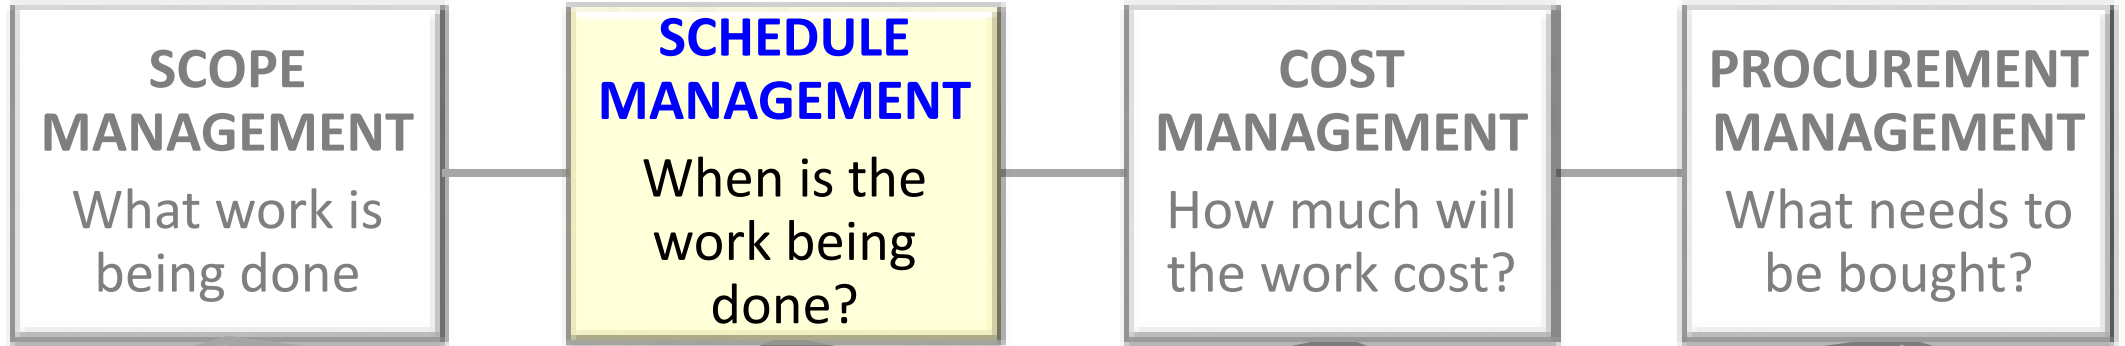 SCOPE
MANAGEMENT
What work is
being done
SCHEDULE
MANAGEMENT
When is the
work being
done?
COST
MANAGEMENT
How much will
the work cost?
PROCUREMENT
MANAGEMENT
What needs to
be bought?